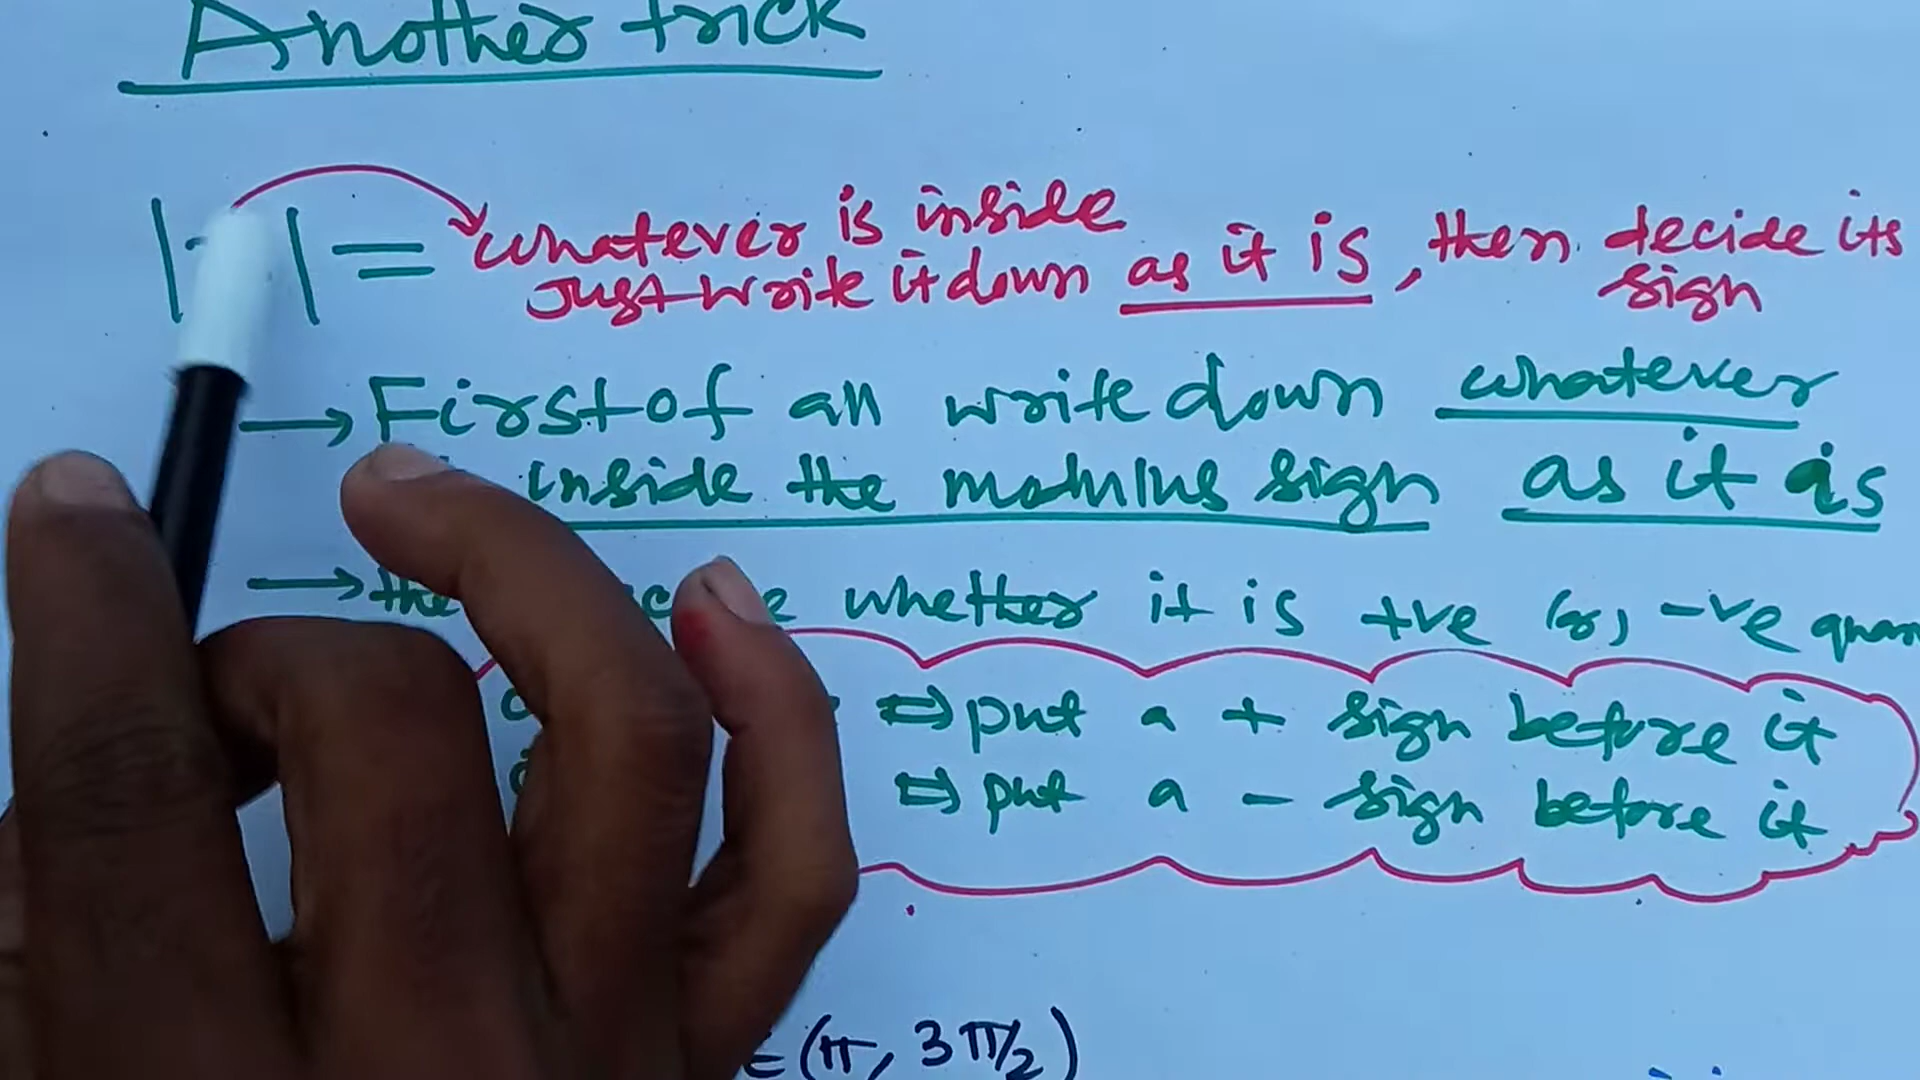 Another trick
| | = whatever is inside
just write it down as it is, then decide its
sign
→ First of all write down whatever
inside the modulus sign as it is
→ whether it is +ve or, -ve
⇒ put a + sign before it
⇒ put a - sign before it
(π, 3π/2)